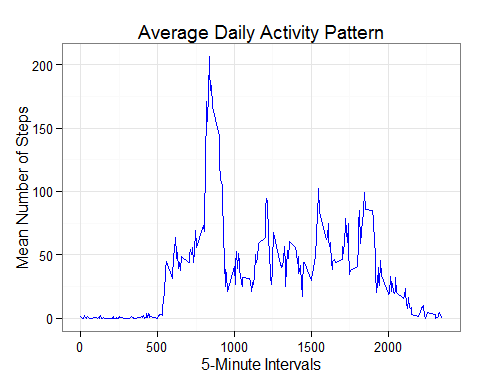 Average Daily Activity Pattern
Mean Number of Steps
200
150
100
50
0
0 500 1000 1500 2000
5-Minute Intervals